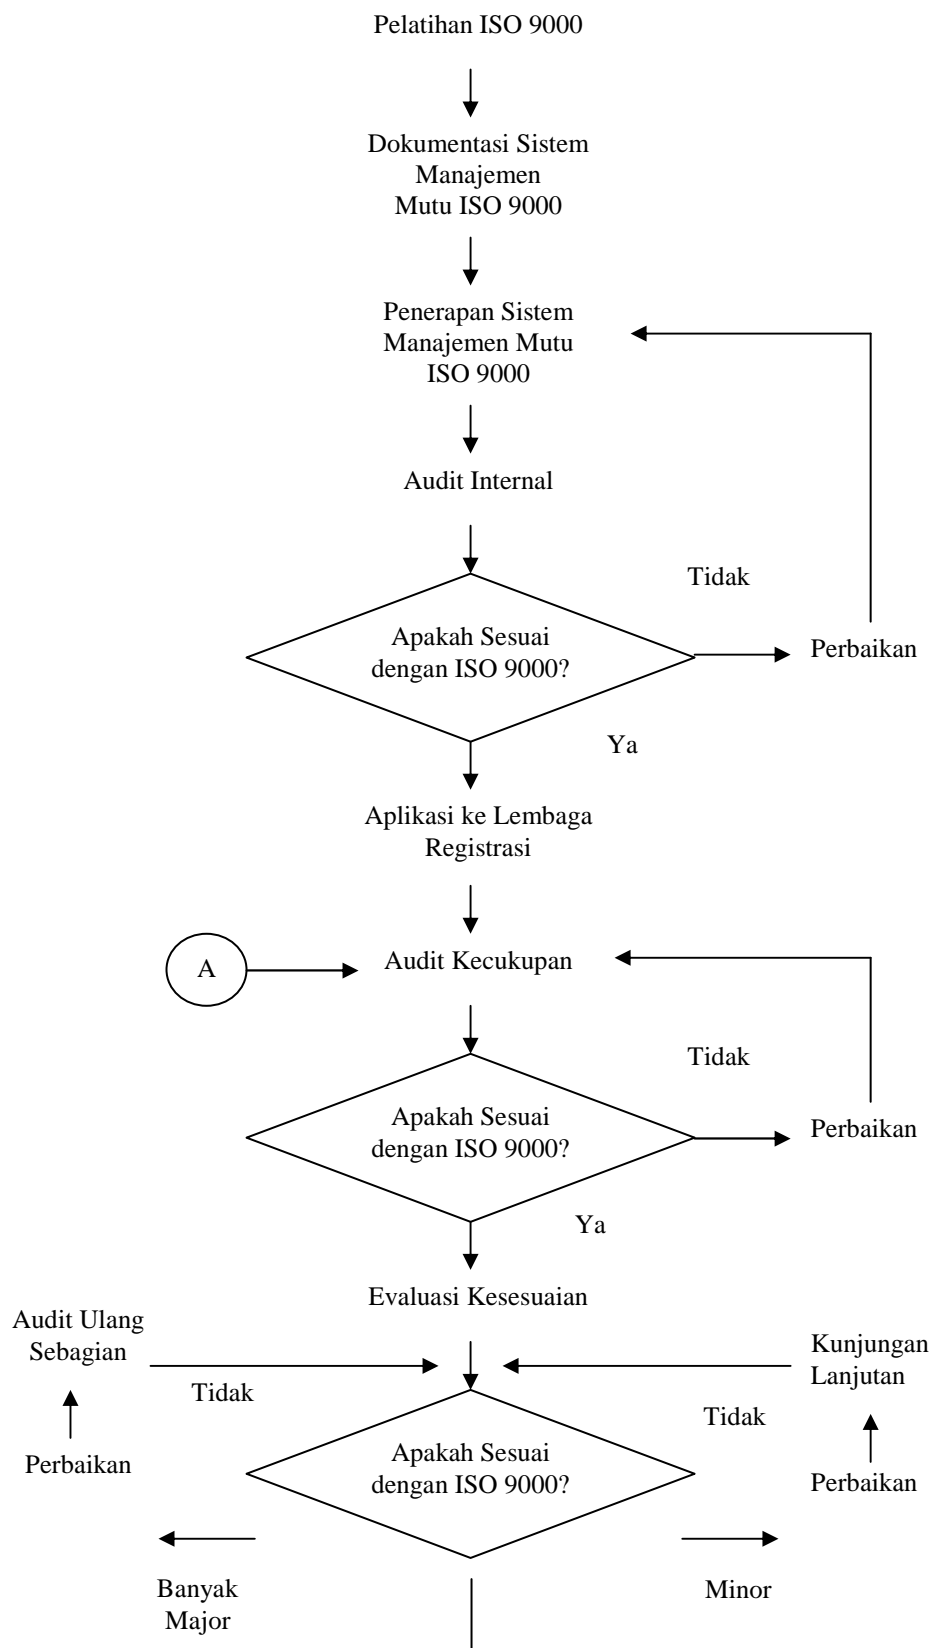 Pelatihan ISO 9000
Dokumentasi Sistem
Manajemen
Mutu ISO 9000
Penerapan Sistem
Manajemen Mutu
ISO 9000
Audit Internal
Tidak
Apakah Sesuai
dengan ISO 9000?
Perbaikan
Ya
Aplikasi ke Lembaga
Registrasi
A
Audit Kecukupan
Tidak
Apakah Sesuai
dengan ISO 9000?
Perbaikan
Ya
Evaluasi Kesesuaian
Audit Ulang
Sebagian
Kunjungan
Lanjutan
Tidak
Tidak
Apakah Sesuai
dengan ISO 9000?
Perbaikan
Perbaikan
Banyak
Major
Minor